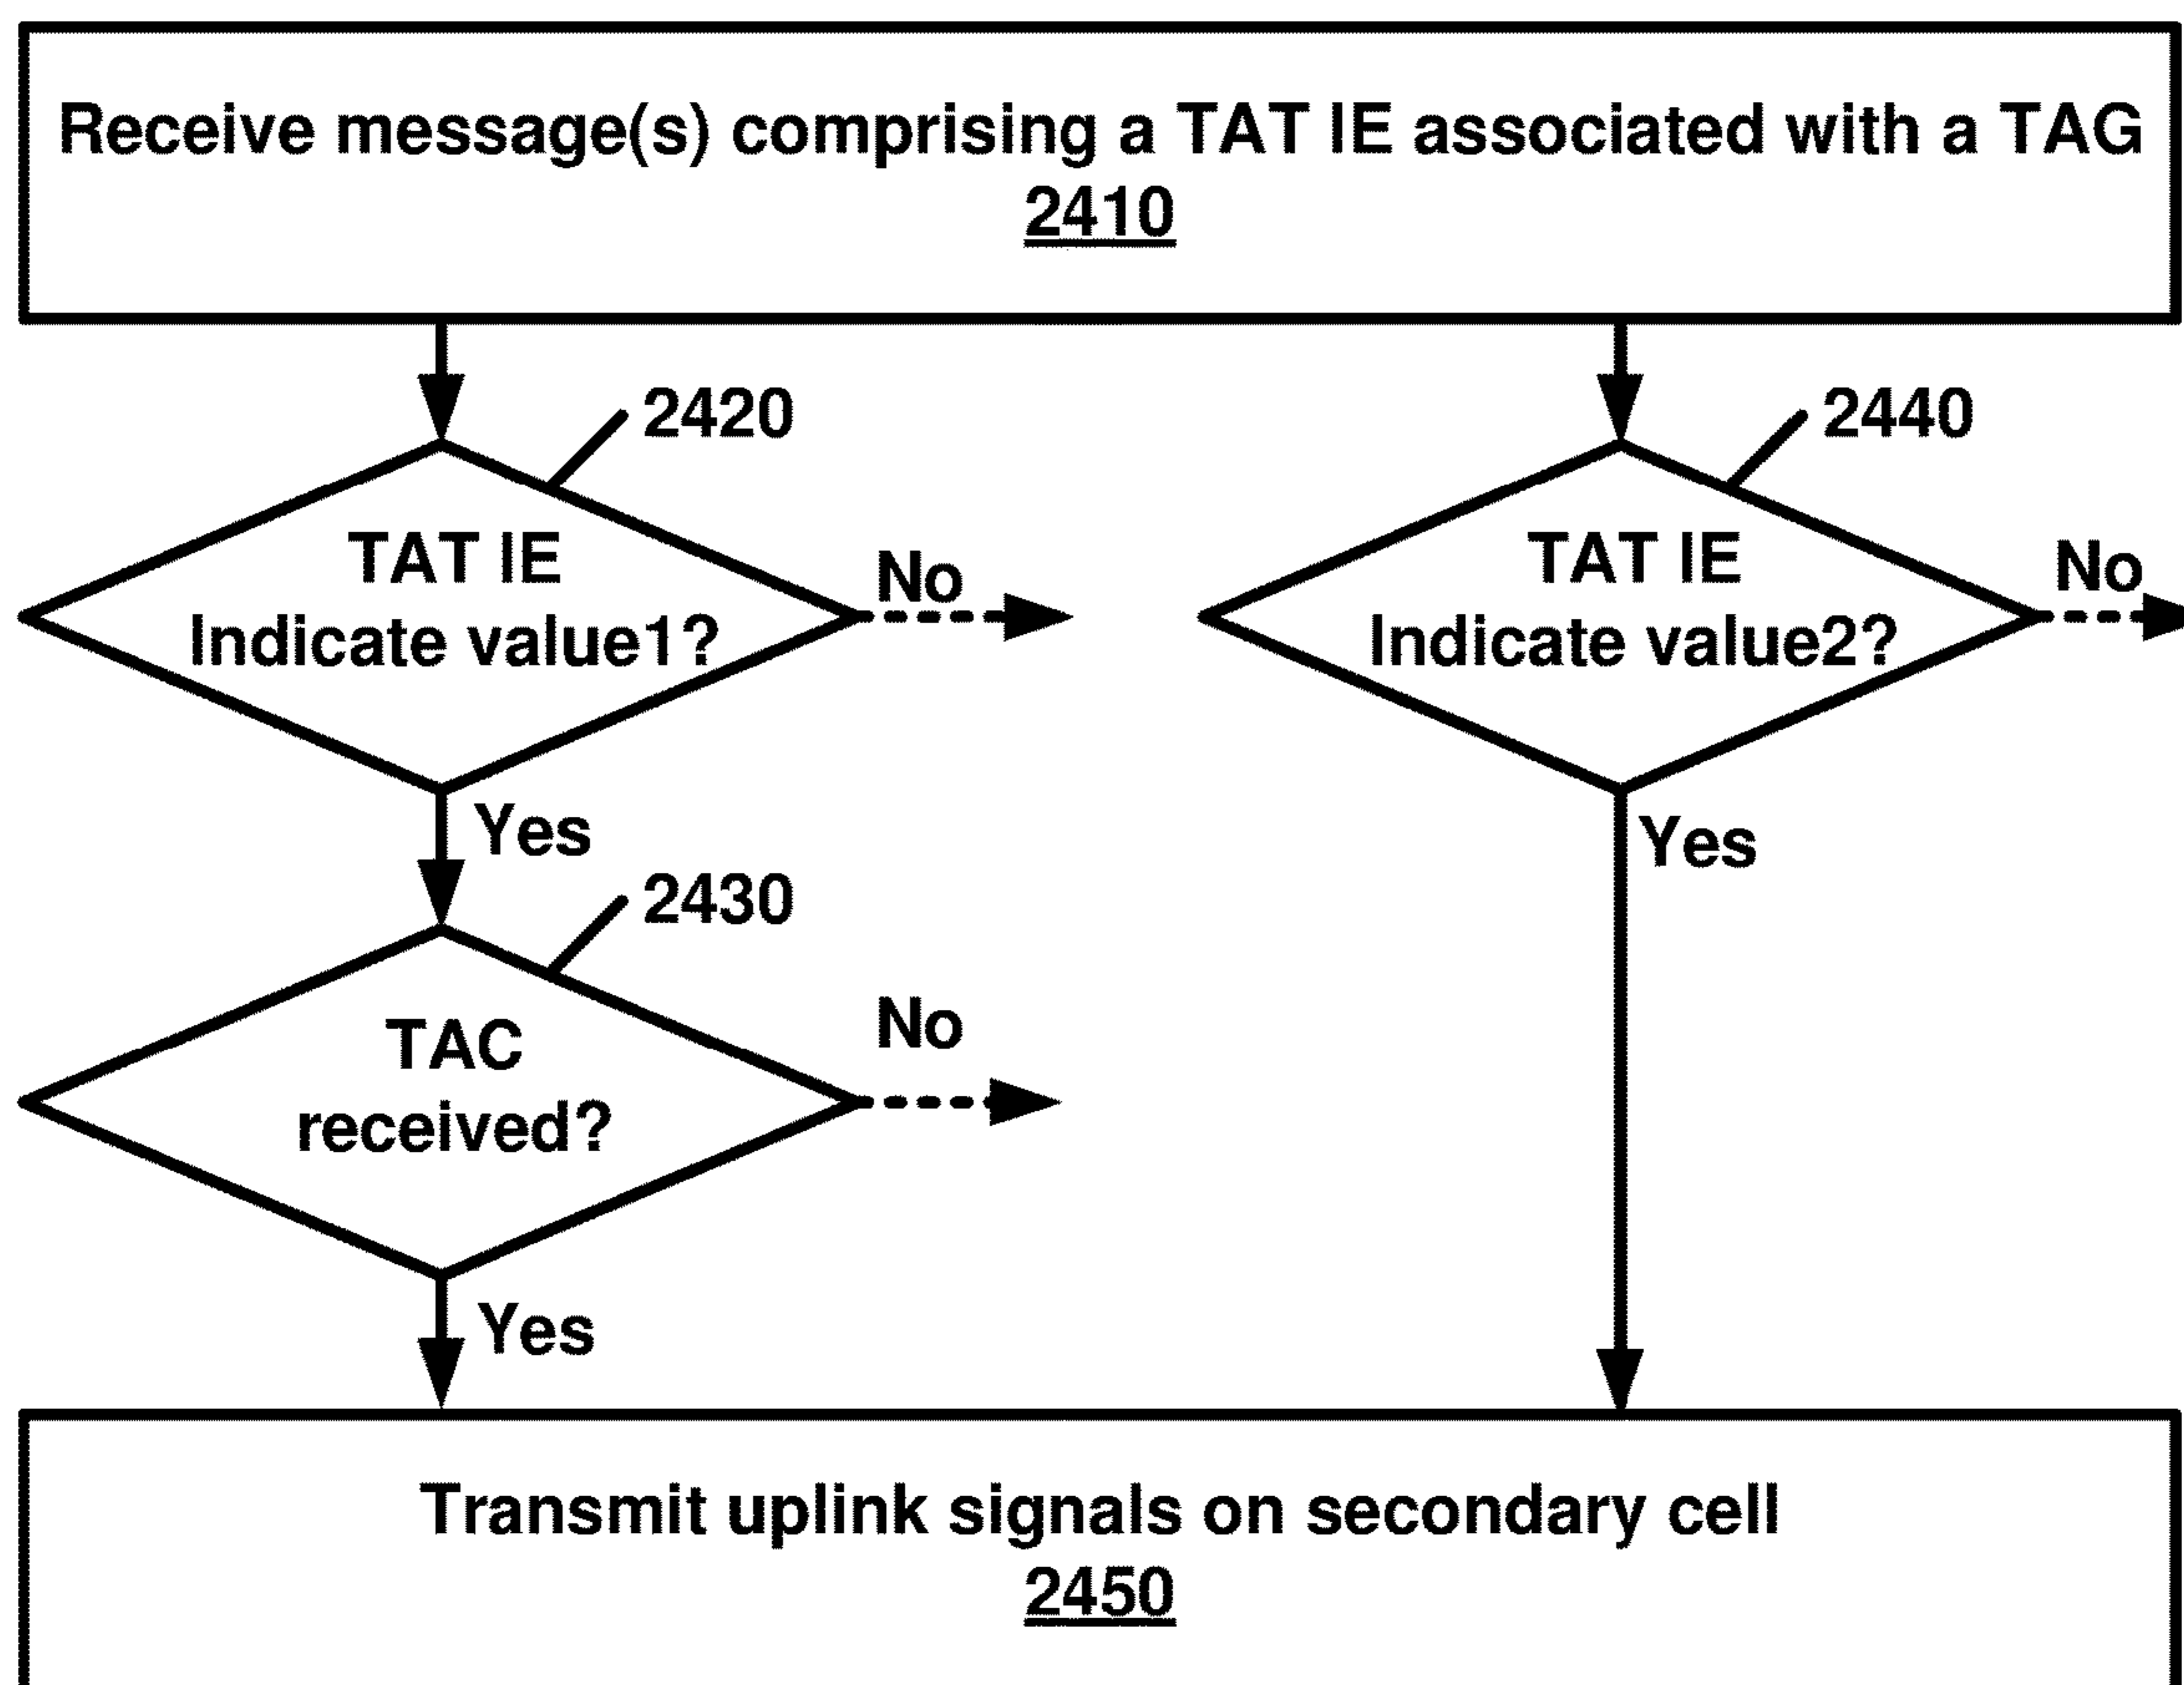 Receive message(s) comprising a TAT IE associated with a TAG
2410
2420
TAT IE
Indicate value1?
No
Yes
2440
TAT IE
Indicate value2?
No
Yes
2430
TAC
received?
No
Yes
Transmit uplink signals on secondary cell
2450